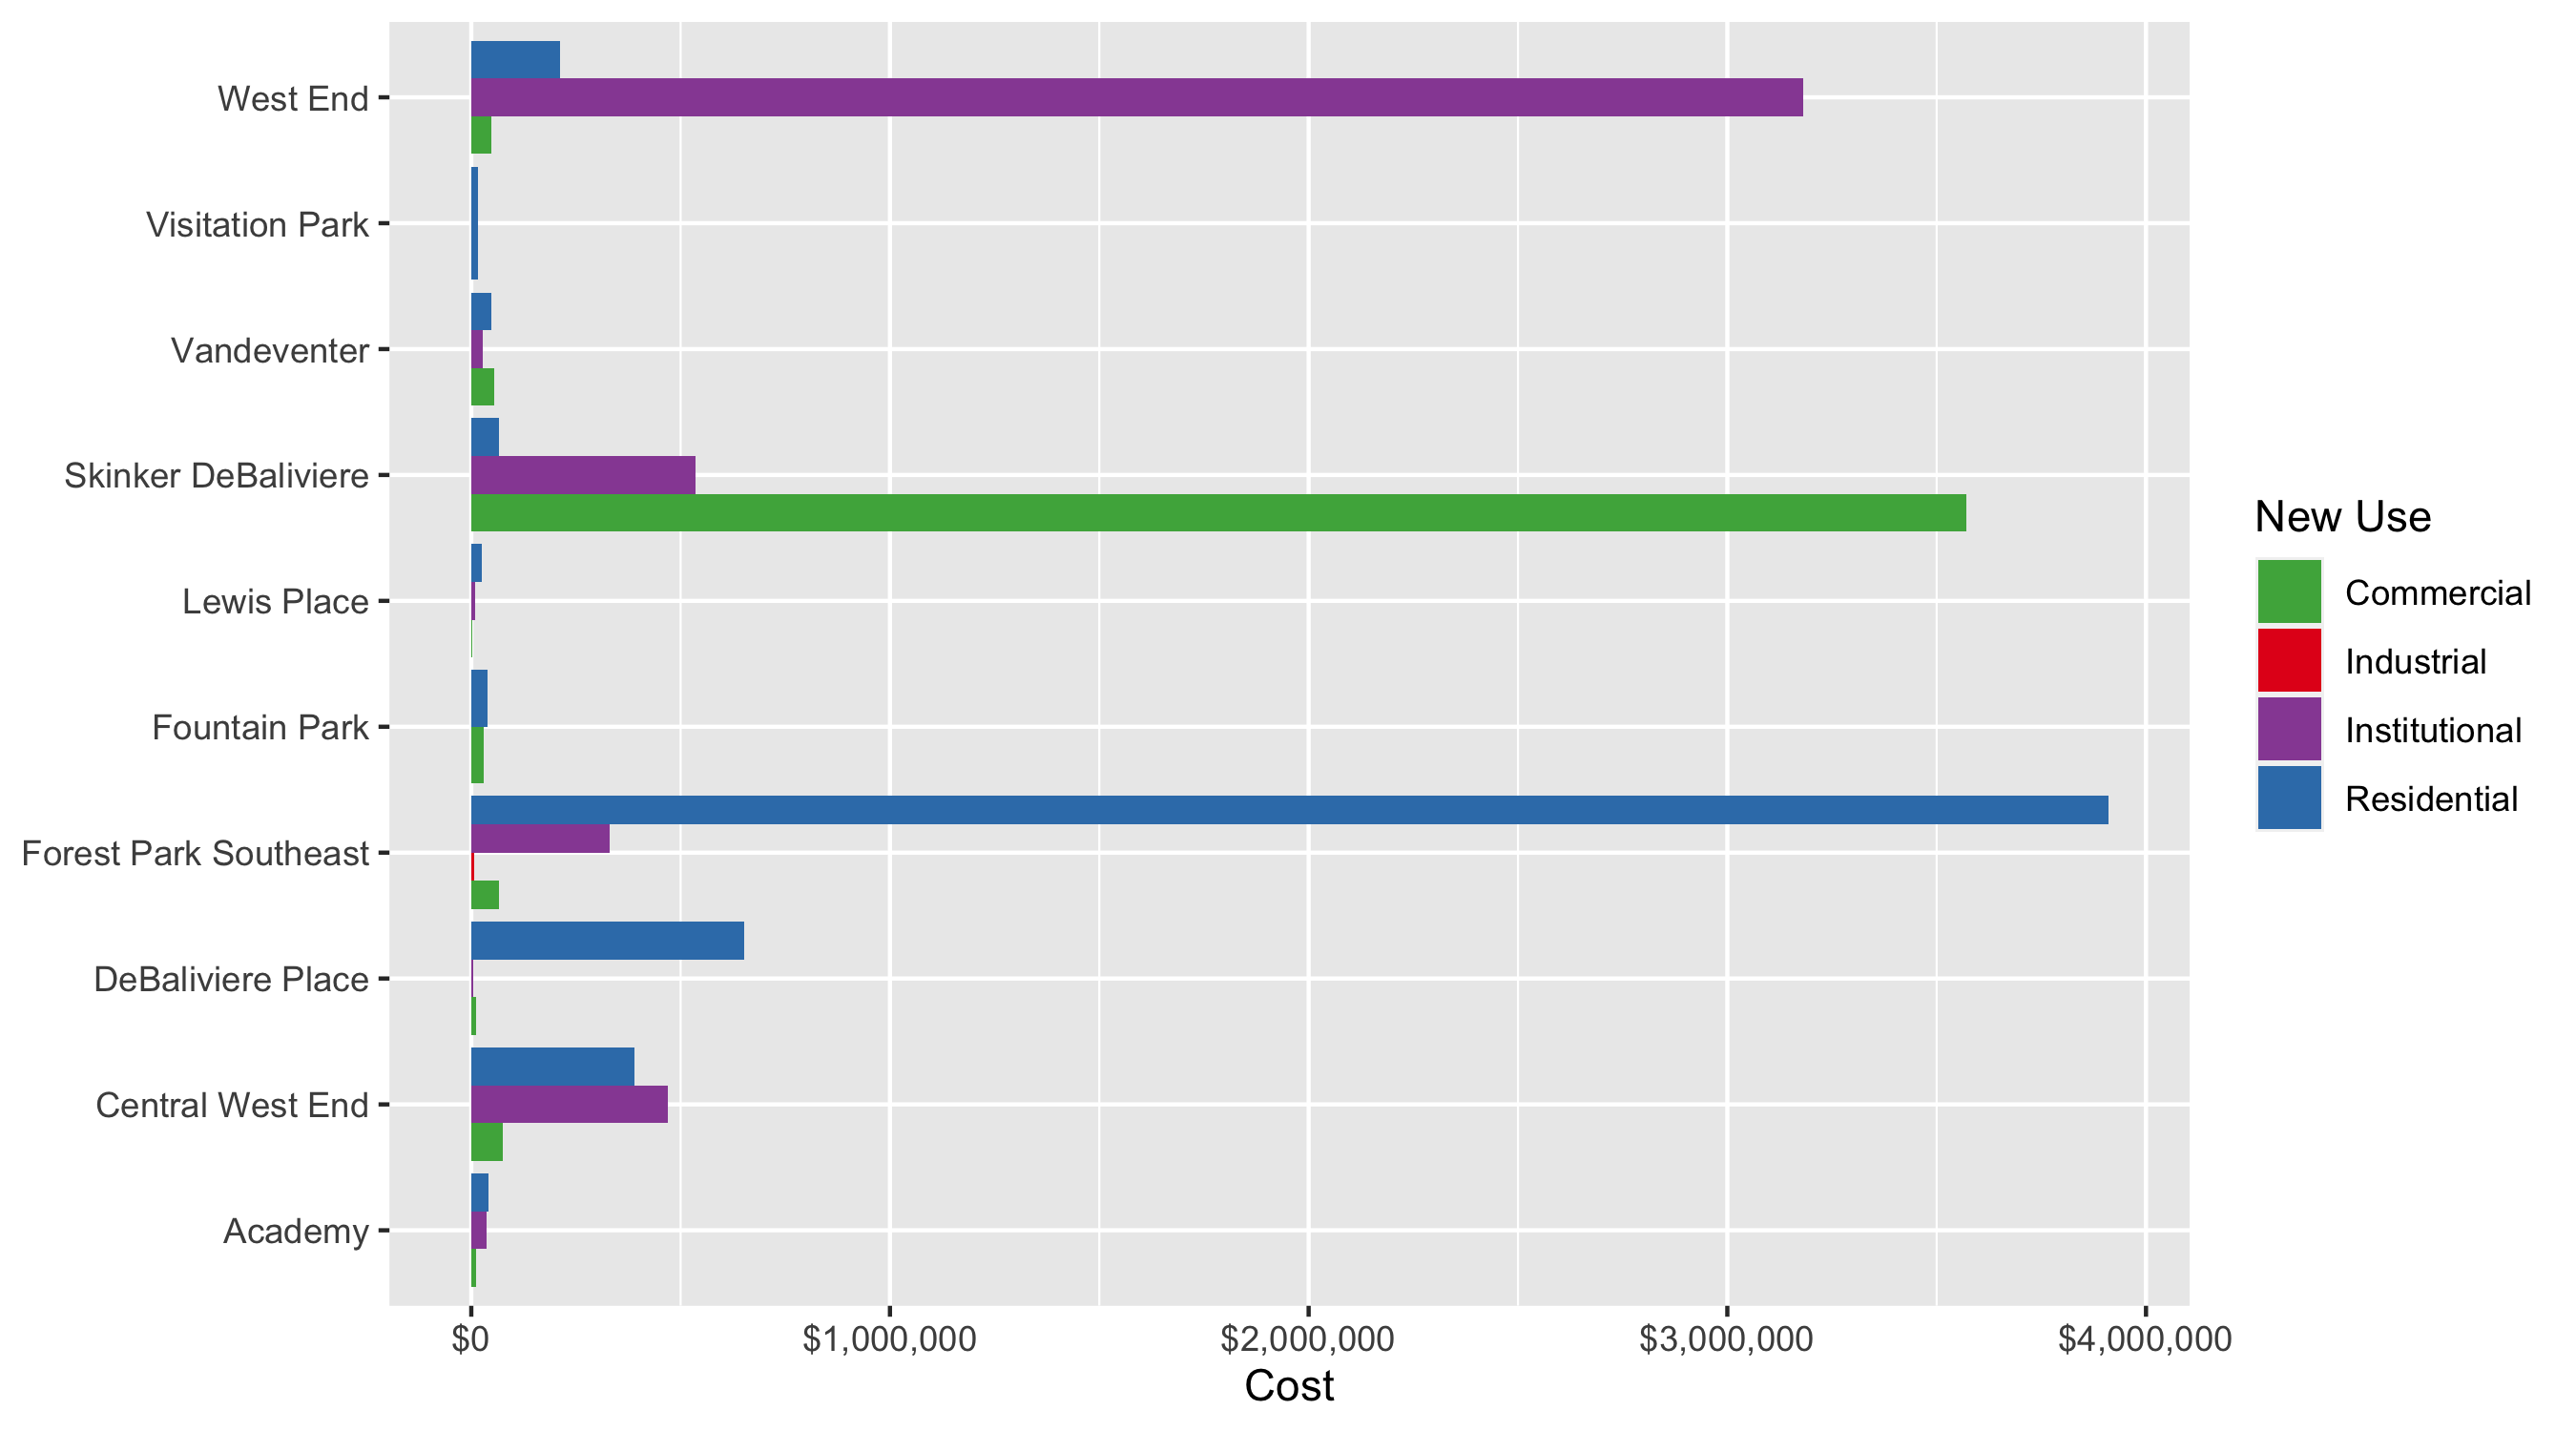 West End
Visitation Park
Vandeventer
Skinker DeBaliviere
Lewis Place
Fountain Park
Forest Park Southeast
DeBaliviere Place
Central West End
Academy
$0
$1,000,000
$2,000,000
$3,000,000
$4,000,000
Cost
New Use
Commercial
Industrial
Institutional
Residential